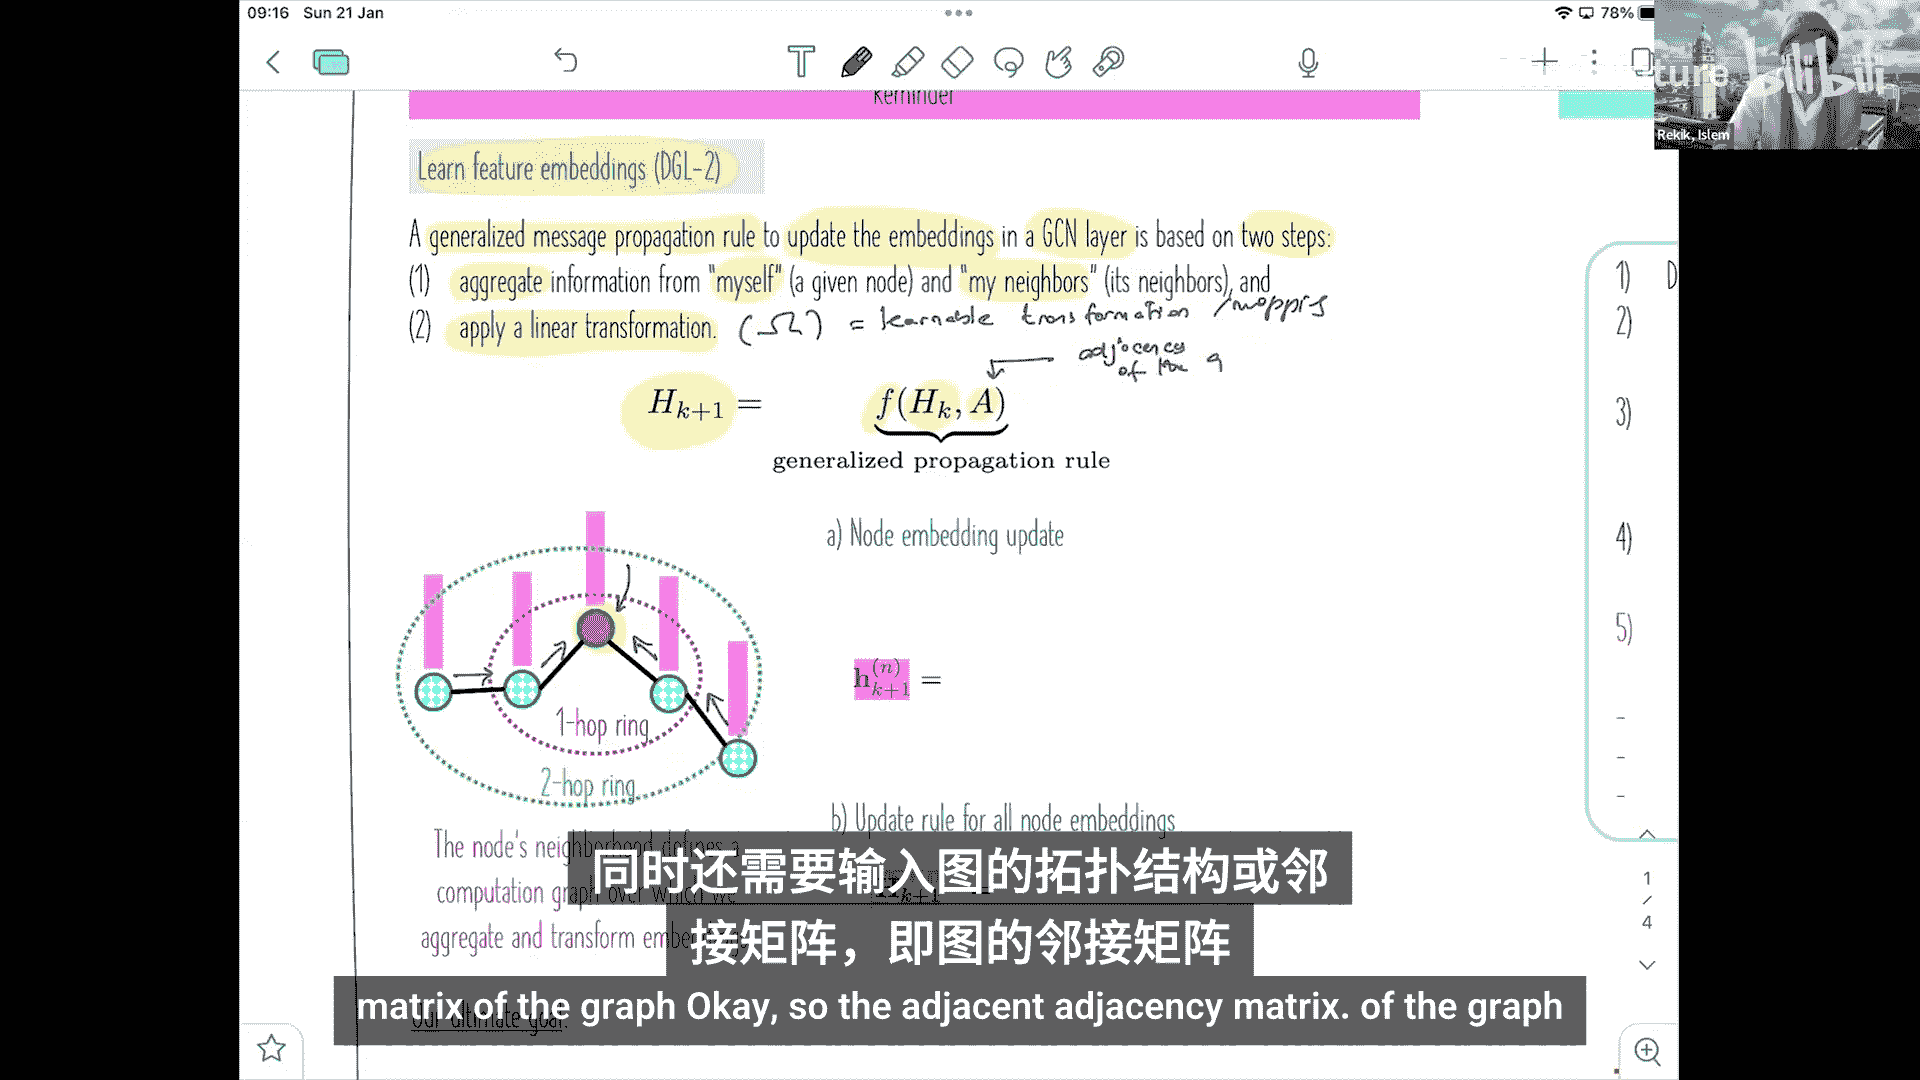 09:16 Sun 21 Jan
78%
bilibili
Rekik, Islem
Reminder
Learn feature embeddings (DGL-2)
A generalized message propagation rule to update the embeddings in a GCN layer is based on two steps:
(1) aggregate information from "myself" (a given node) and "my neighbors" (its neighbors), and
(2) apply a linear transformation. (Ω) = learnable transformation /mapping
adjacency
of the g
H_{k+1} = f(H_k, A)
generalized propagation rule
a) Node embedding update
h_{k+1}^{(n)} =
1-hop ring
2-hop ring
b) Update rule for all node embeddings
The node's neighborhood defines a
computation graph over which we
aggregate and transform
Our ultimate goal:
1) D
2)
3)
4)
5)
-
-
-
1
/
4
同时还需要输入图的拓扑结构或邻
接矩阵，即图的邻接矩阵
matrix of the graph Okay, so the adjacent adjacency matrix. of the graph